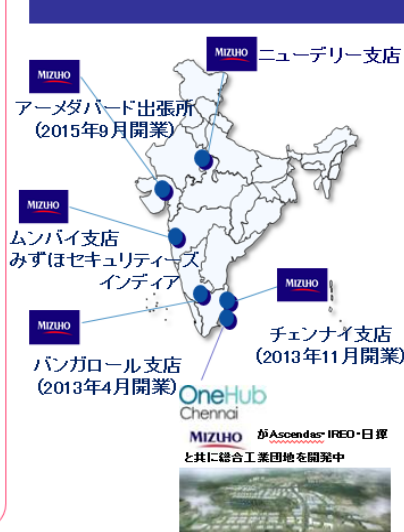 MIZUHO
ニューデリー支店
MIZUHO
アーメダバード出張所
(2015年9月開業)
MIZUHO
ムンバイ支店
みずほセキュリティーズ
インディア
MIZUHO
チェンナイ支店
(2013年11月開業)
MIZUHO
バンガロール支店
(2013年4月開業)
OneHub
Chennai
MIZUHO がAscendas・IREO・日揮
と共に総合工業団地を開発中